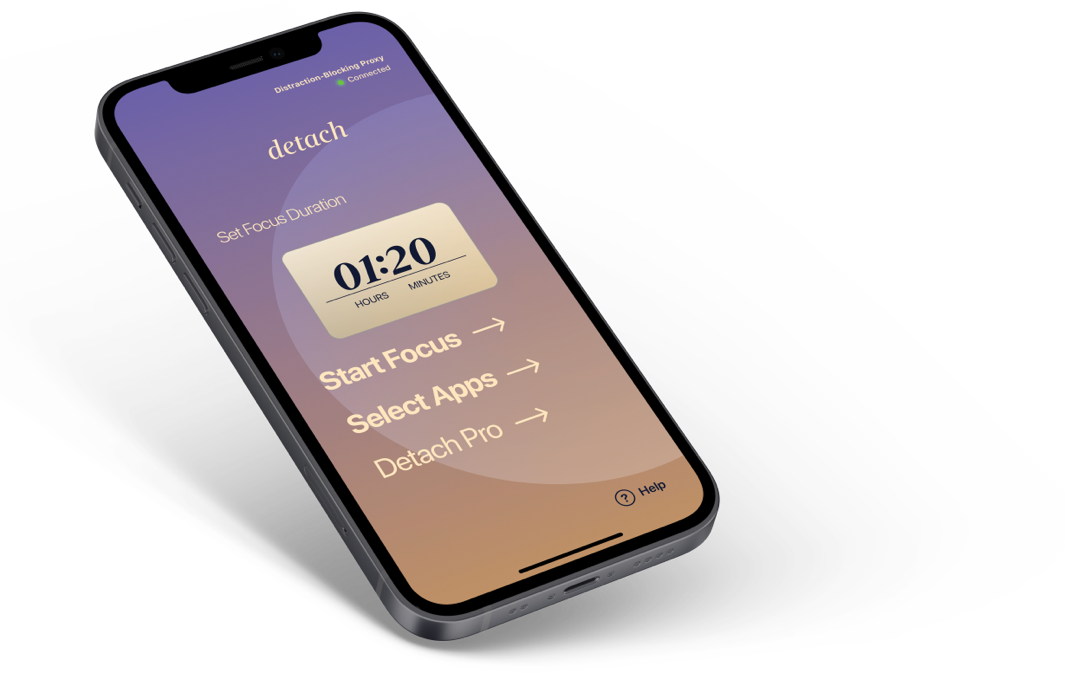 Distraction-Blocking Proxy
Connected
detach
Set Focus Duration
01:20
HOURS MINUTES
Start Focus →
Select Apps →
Detach Pro →
? Help